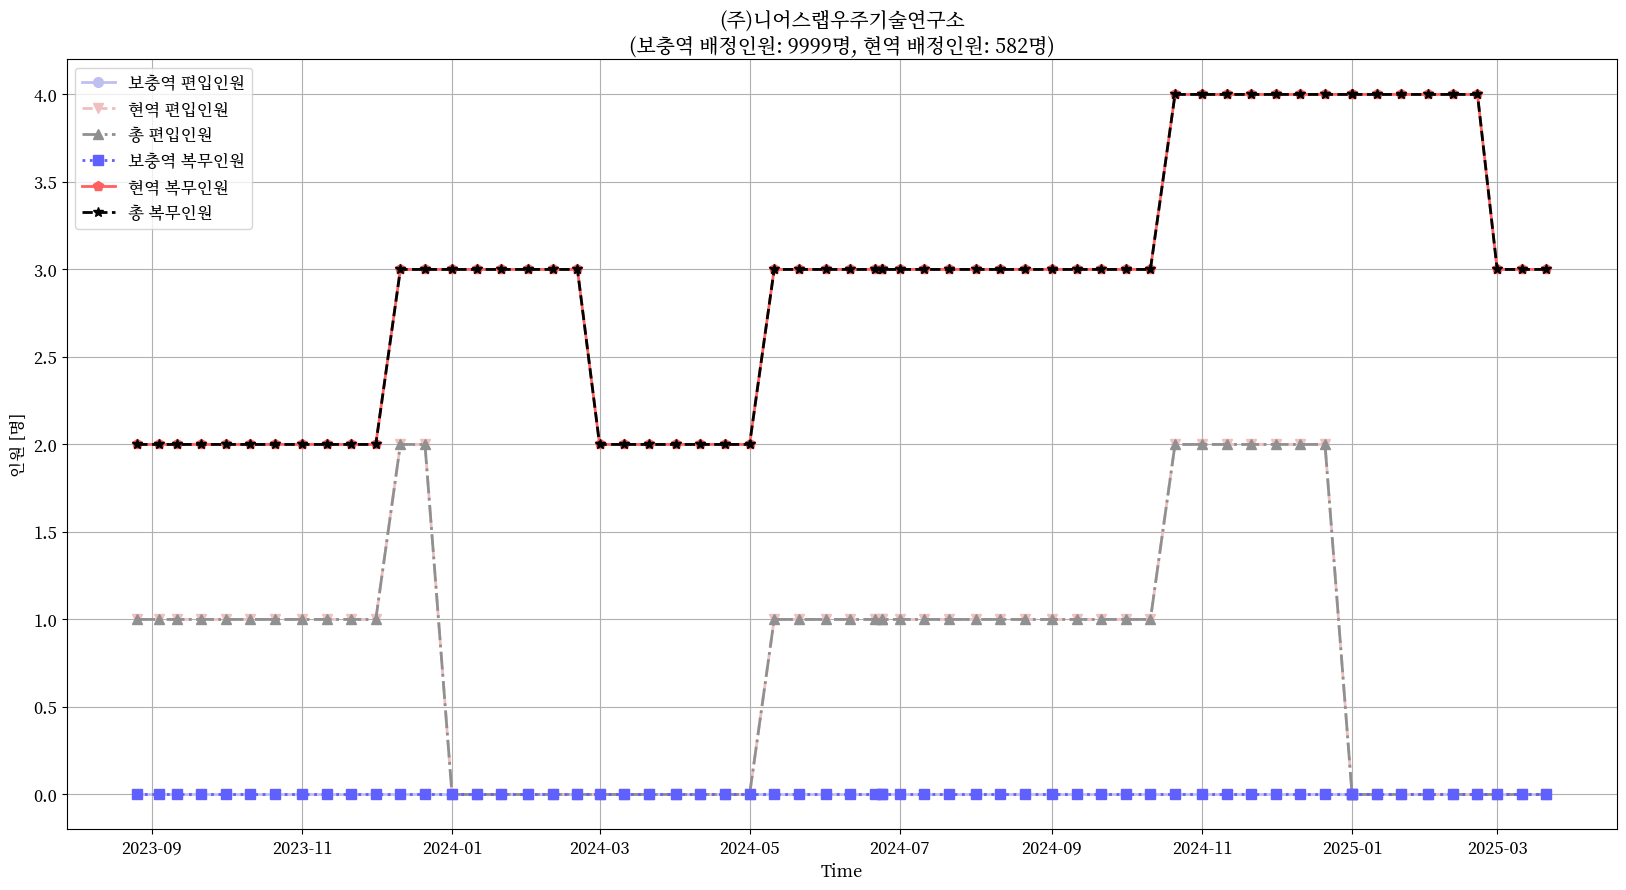 (주)니어스랩우주기술연구소
(보충역 배정인원: 9999명, 현역 배정인원: 582명)
보충역 편입인원
현역 편입인원
총 편입인원
보충역 복무인원
현역 복무인원
총 복무인원
4.0
3.5
3.0
2.5
2.0
1.5
1.0
0.5
0.0
인원 [명]
2023-09
2023-11
2024-01
2024-03
2024-05
2024-07
2024-09
2024-11
2025-01
2025-03
Time